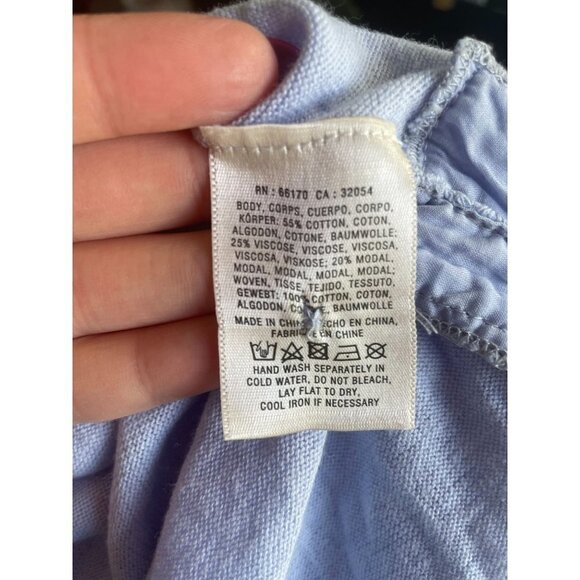 RN : 66170 CA : 32054
BODY, CORPS, CUERPO, CORPO,
KÖRPER: 55% COTTON, COTON,
ALGODON, COTONE, BAUMWOLLE;
25% VISCOSE, VISCOSE, VISCOSA,
VISCOSA, VISKOSE; 20% MODAL,
MODAL, MODAL, MODAL, MODAL;
WOVEN, TISSE, TEJIDO, TESSUTO,
GEWEBT: 100% COTTON, COTON,
ALGODON, COTONE, BAUMWOLLE
MADE IN CHINA, HECHO EN CHINA,
EN CHINE
HAND WASH SEPARATELY IN
COLD WATER, DO NOT BLEACH,
LAY FLAT TO DRY,
COOL IRON IF NECESSARY